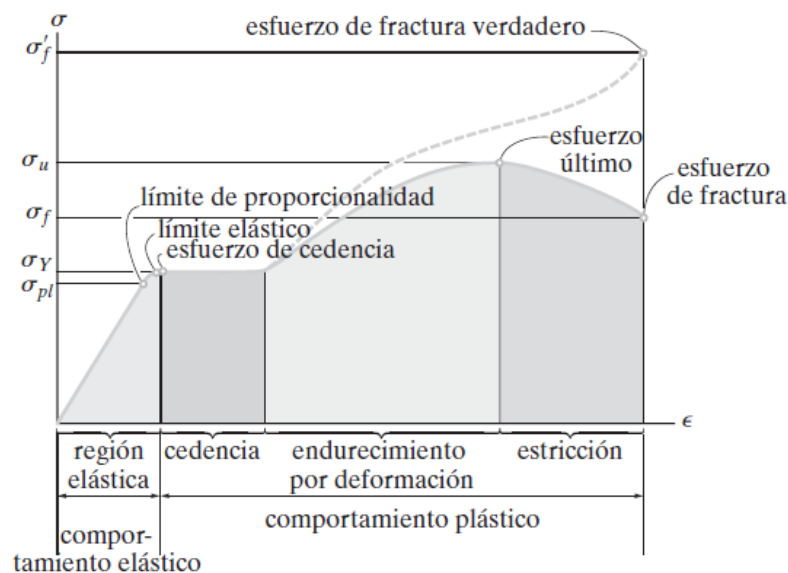 σ
esfuerzo de fractura verdadero
σ′f
σu
esfuerzo
último
esfuerzo
de fractura
límite de proporcionalidad
σf
límite elástico
esfuerzo de cedencia
σY
σpl
ϵ
región
elástica
cedencia
endurecimiento
por deformación
estricción
comportamiento plástico
compor-
tamiento elástico